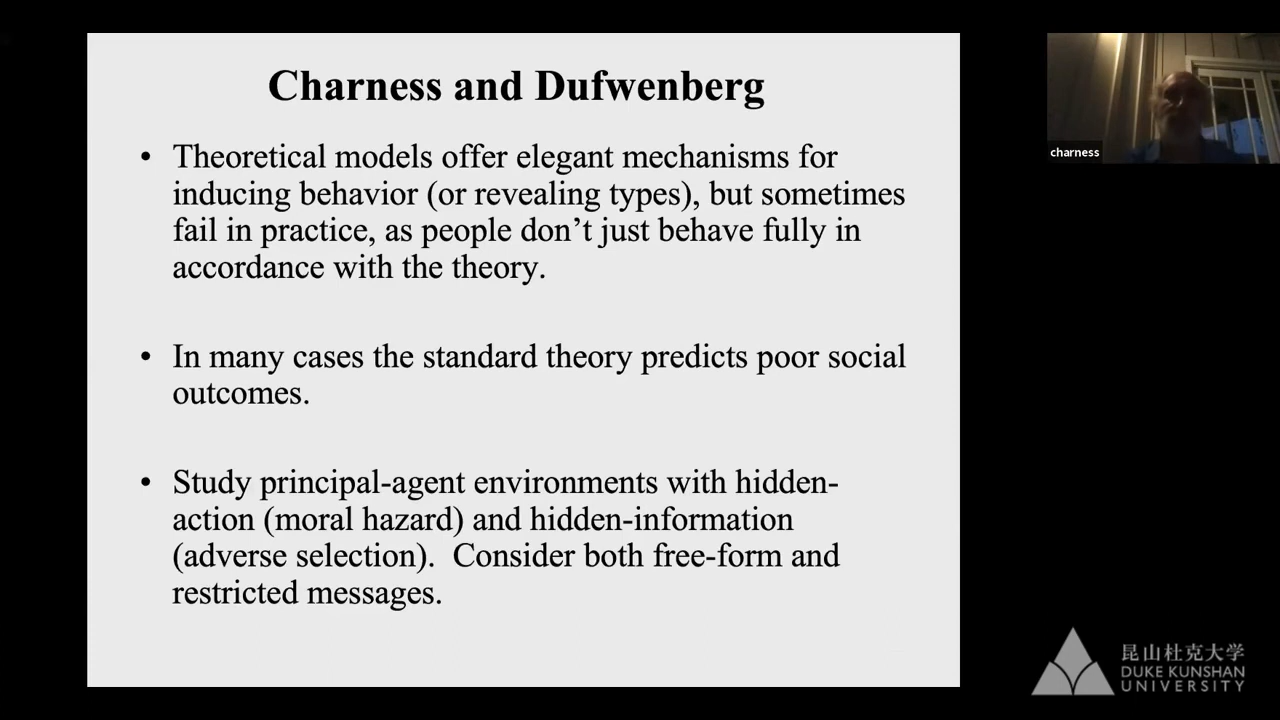 Charness and Dufwenberg
• Theoretical models offer elegant mechanisms for
inducing behavior (or revealing types), but sometimes
fail in practice, as people don’t just behave fully in
accordance with the theory.
• In many cases the standard theory predicts poor social
outcomes.
• Study principal-agent environments with hidden-
action (moral hazard) and hidden-information
(adverse selection).  Consider both free-form and
restricted messages.
charness
昆山杜克大学
DUKE KUNSHAN
UNIVERSITY